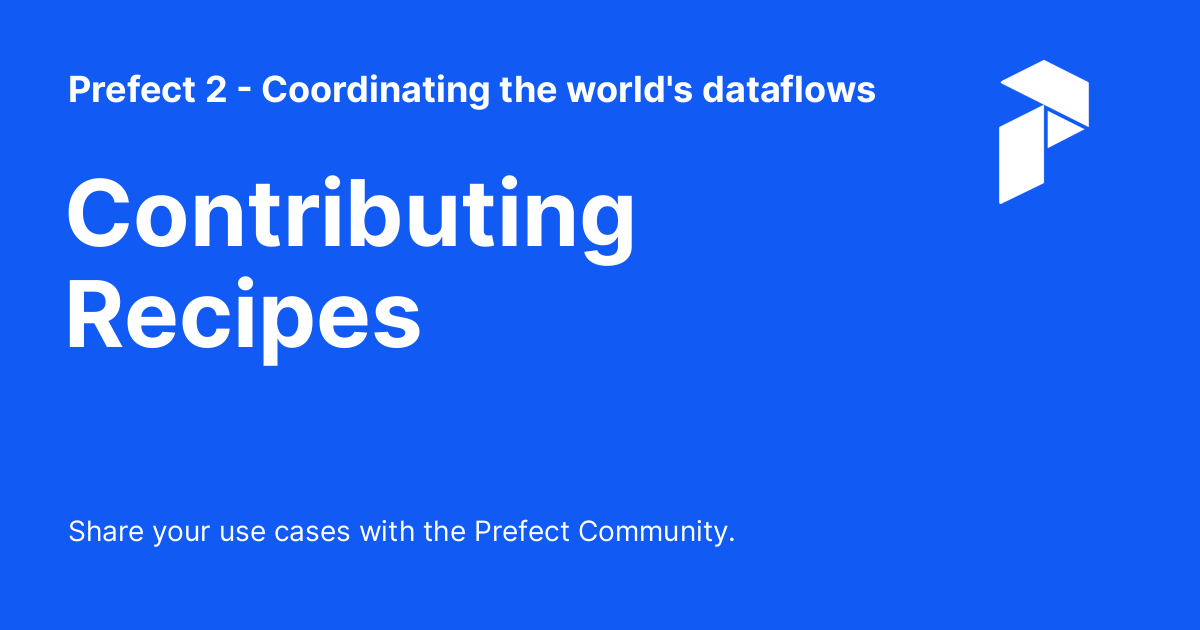 Prefect 2 - Coordinating the world's dataflows
Contributing
Recipes
Share your use cases with the Prefect Community.